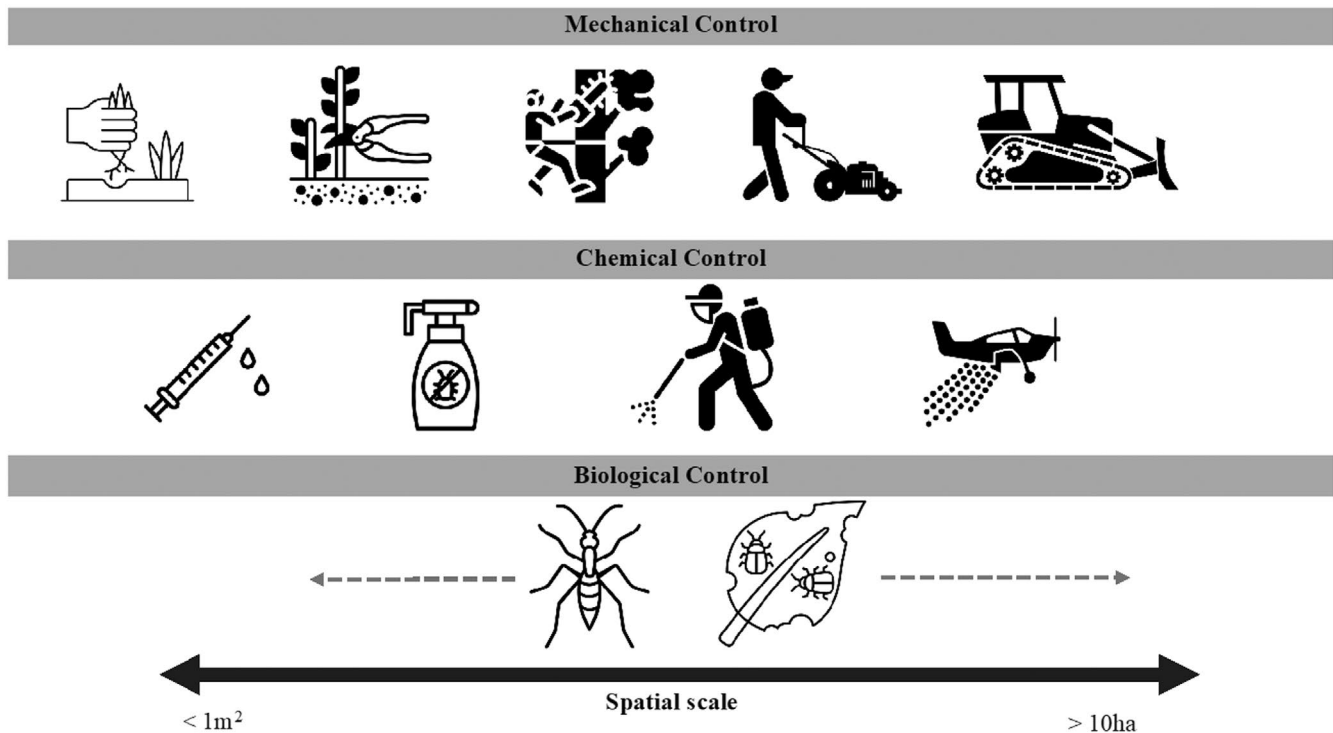 Mechanical Control
Chemical Control
Biological Control
Spatial scale
< 1m²
> 10ha